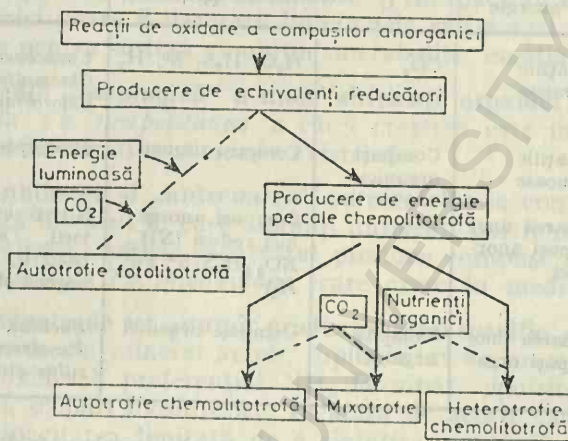 Reacții de oxidare a compușilor anorganici
Producere de echivalenți reducători
Energie
luminoasă
CO2
Producere de energie
pe cale chemolitotrofă
Autotrofie fotolitotrofă
CO2
Nutrienți
organici
Autotrofie chemolitotrofă
Mixotrofie
Heterotrofie
chemolitotrofă
UNIVERSITY